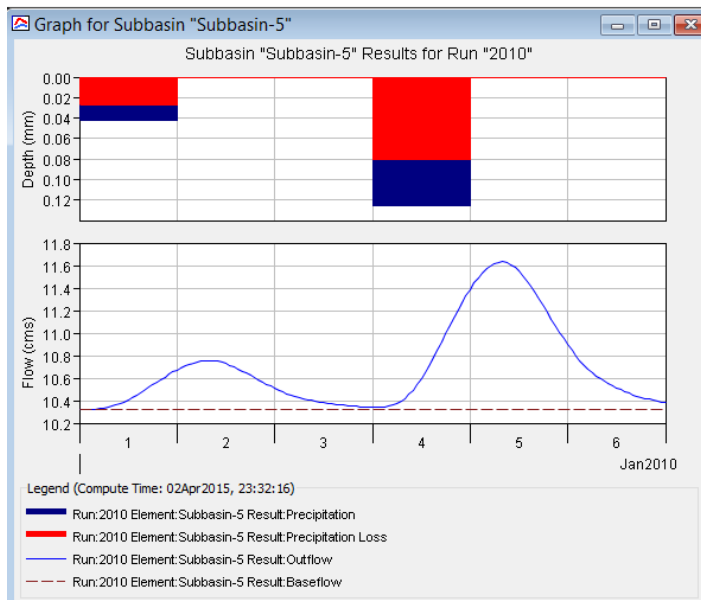 Graph for Subbasin "Subbasin-5"
Subbasin "Subbasin-5" Results for Run "2010"
0.00
0.02
0.04
0.06
0.08
0.10
0.12
Depth (mm)
11.8
11.6
11.4
11.2
11.0
10.8
10.6
10.4
10.2
Flow (cms)
1 2 3 4 5 6
Jan2010
Legend (Compute Time: 02Apr2015, 23:32:16)
Run:2010 Element:Subbasin-5 Result:Precipitation
Run:2010 Element:Subbasin-5 Result:Precipitation Loss
Run:2010 Element:Subbasin-5 Result:Outflow
Run:2010 Element:Subbasin-5 Result:Baseflow